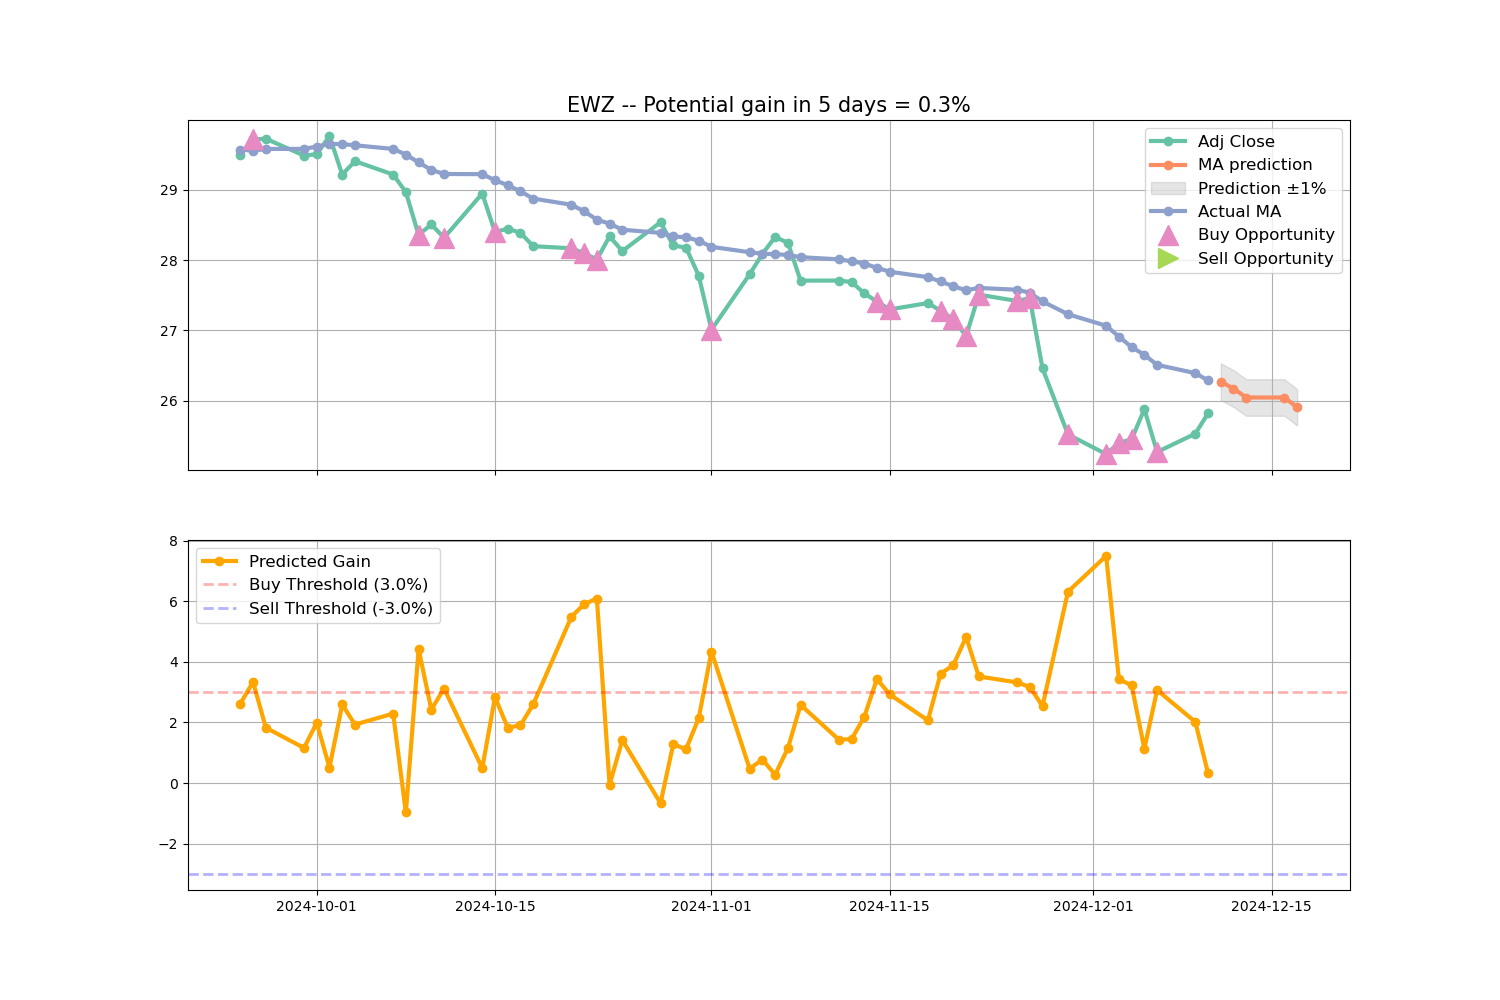 EWZ -- Potential gain in 5 days = 0.3%
Adj Close
MA prediction
Prediction ±1%
Actual MA
Buy Opportunity
Sell Opportunity
29
28
27
26
Predicted Gain
Buy Threshold (3.0%)
Sell Threshold (-3.0%)
8
6
4
2
0
−2
2024-10-01
2024-10-15
2024-11-01
2024-11-15
2024-12-01
2024-12-15